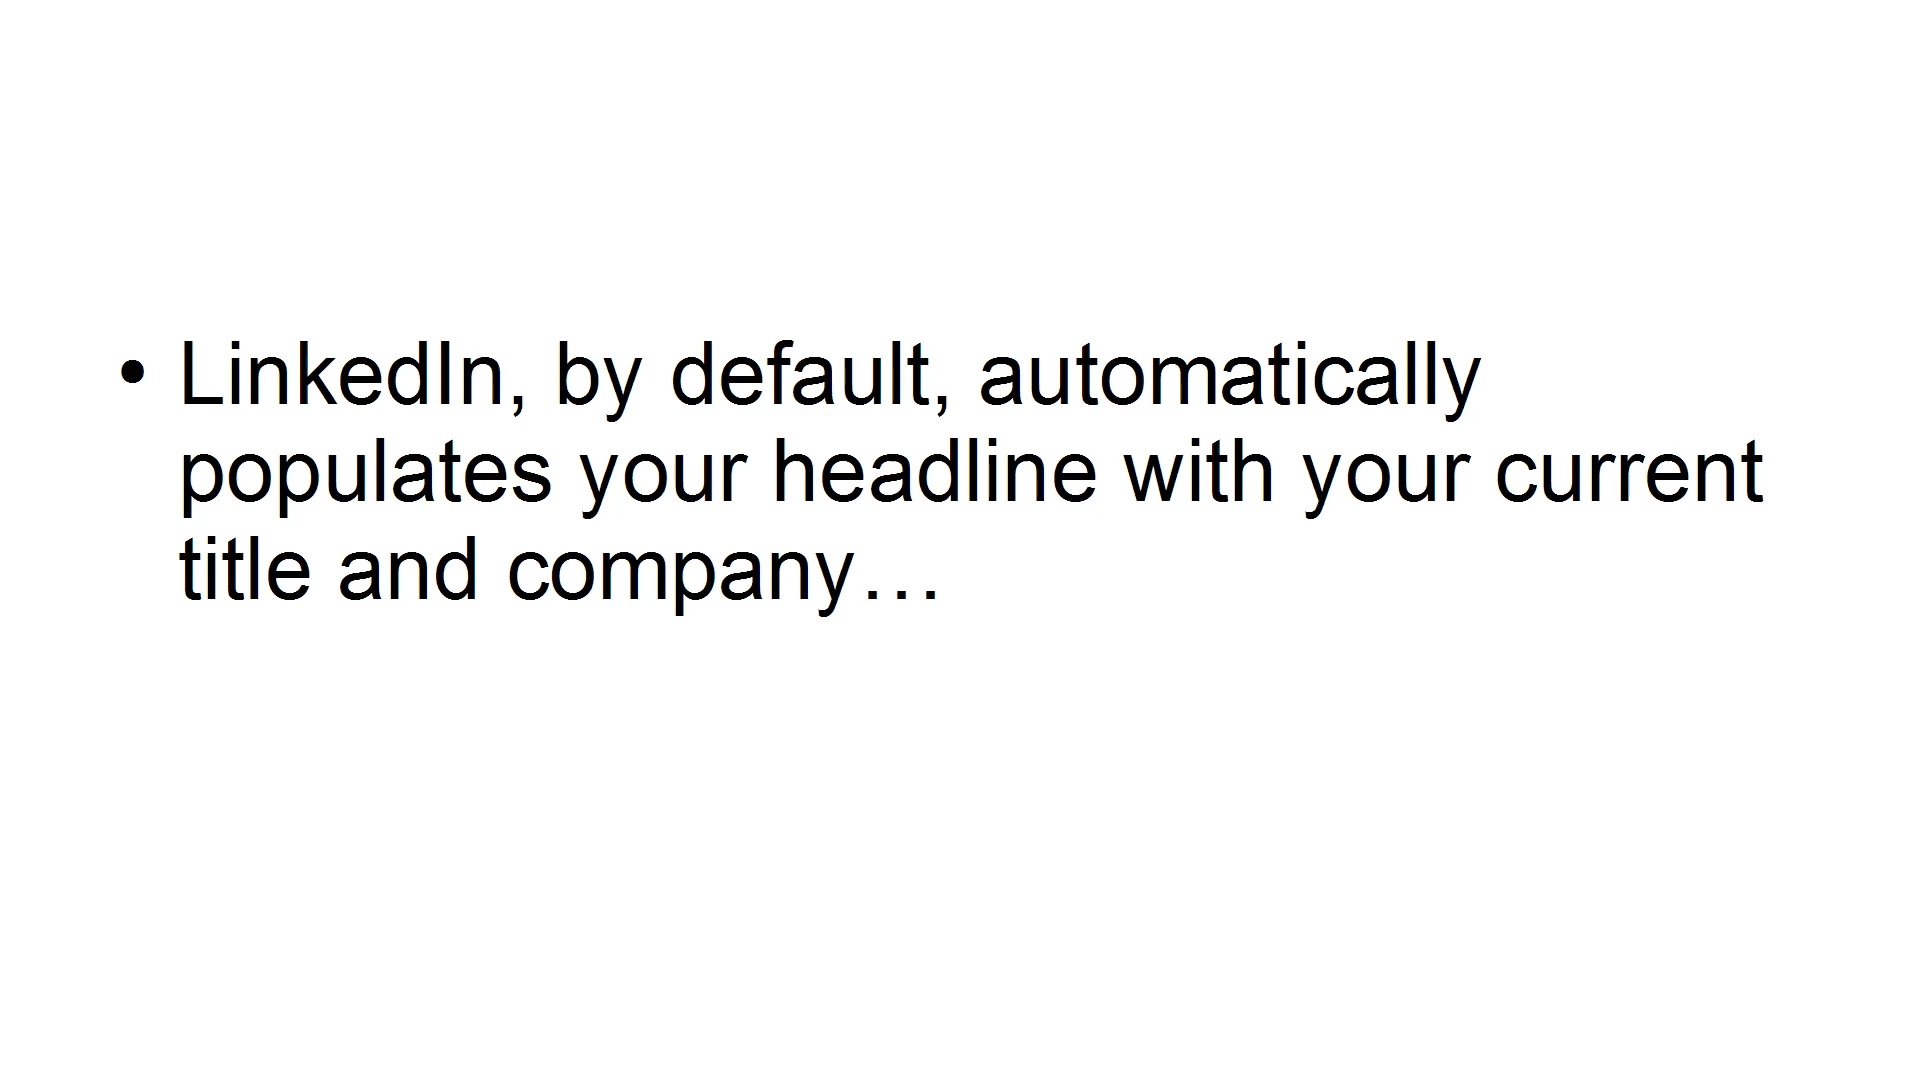 • LinkedIn, by default, automatically
populates your headline with your current
title and company…